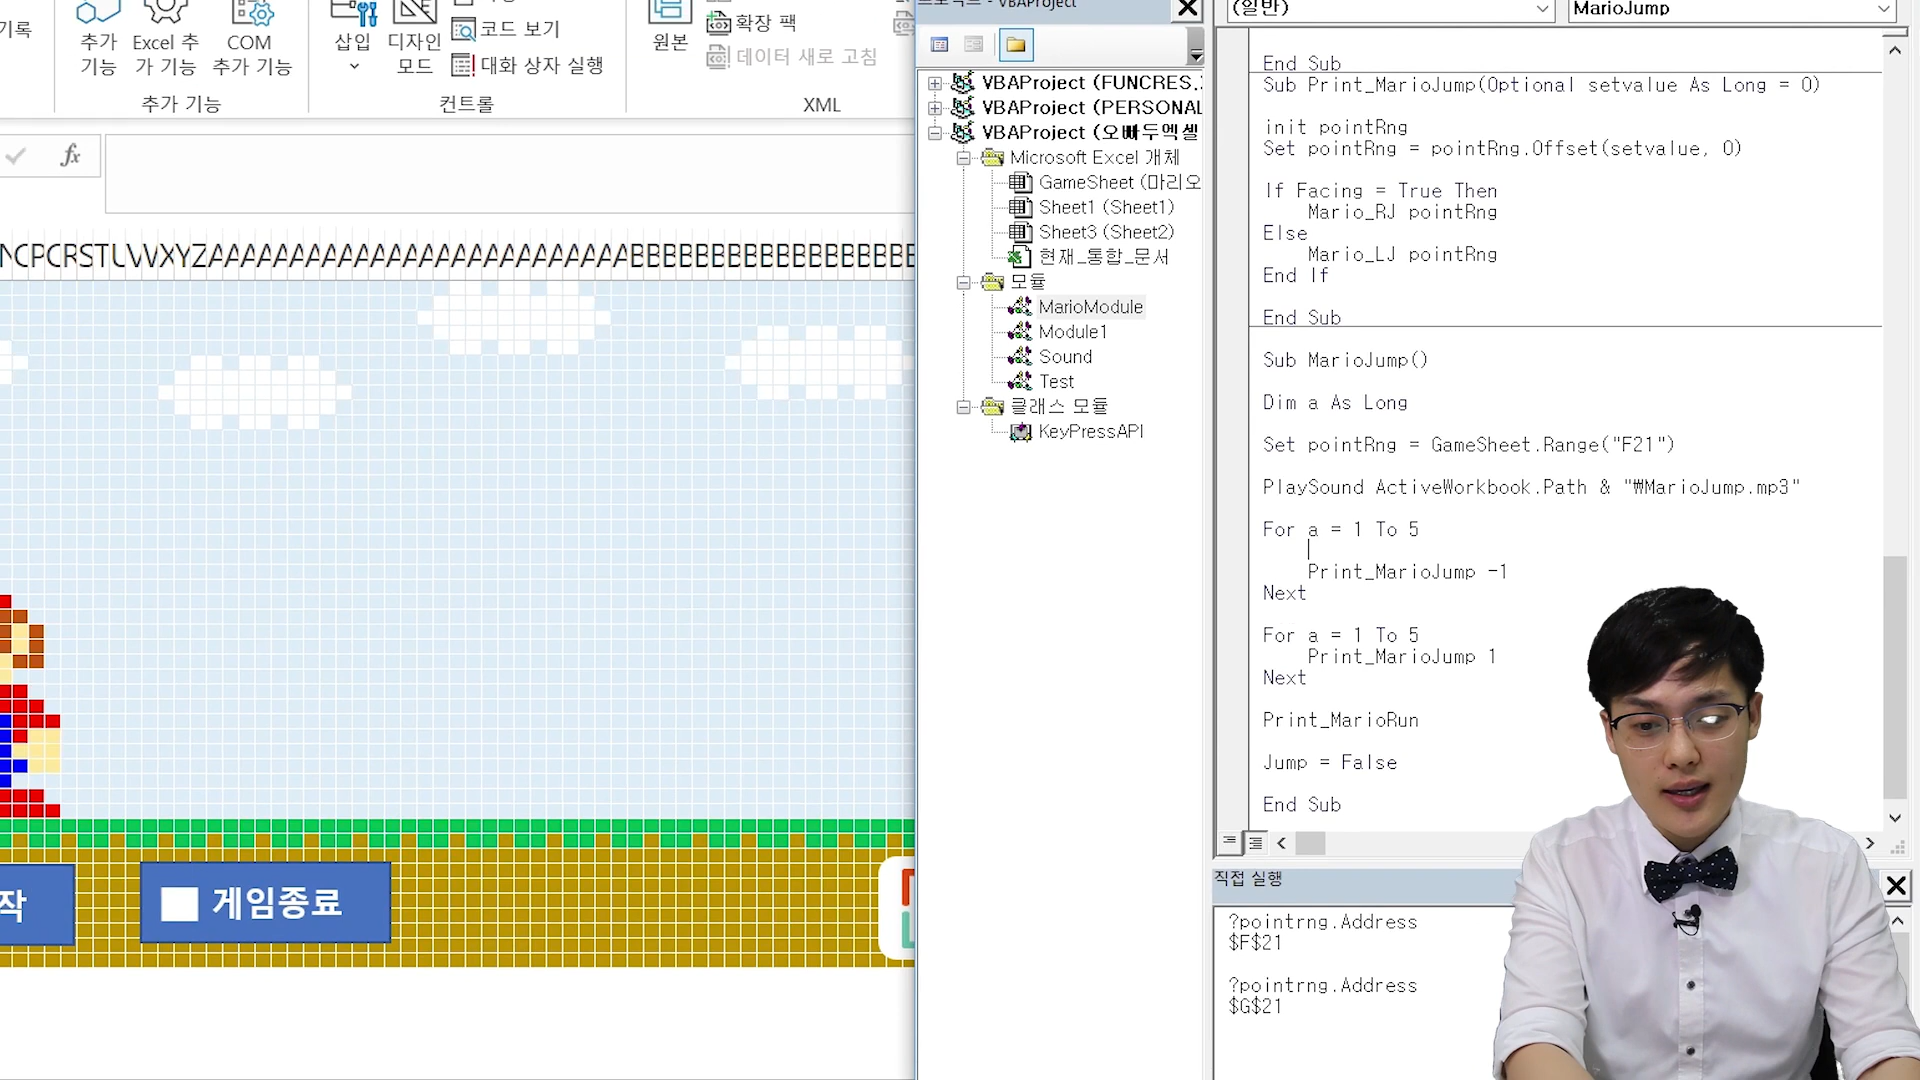 기록
추가
기능
Excel 추
가 기능
COM
추가 기능
추가 기능
삽입
디자인
모드
코드 보기
대화 상자 실행
컨트롤
원본
확장 팩
데이터 새로 고침
XML
fx
NCPCRSTUVVXYZAAAAAAAAAAAAAAAAAAAAAAAAAABBBBBBBBBBBBBBBBBB
작
게임종료
프로젝트 - VBAProject
VBAProject (FUNCRES.
VBAProject (PERSONAL
VBAProject (오빠두엑셀
Microsoft Excel 개체
GameSheet (마리오
Sheet1 (Sheet1)
Sheet3 (Sheet2)
현재_통합_문서
모듈
MarioModule
Module1
Sound
Test
클래스 모듈
KeyPressAPI
(일반)
MarioJump
End Sub
Sub Print_MarioJump(Optional setvalue As Long = 0)
init pointRng
Set pointRng = pointRng.Offset(setvalue, 0)
If Facing = True Then
Mario_RJ pointRng
Else
Mario_LJ pointRng
End If
End Sub
Sub MarioJump()
Dim a As Long
Set pointRng = GameSheet.Range("F21")
PlaySound ActiveWorkbook.Path & "₩MarioJump.mp3"
For a = 1 To 5
Print_MarioJump -1
Next
For a = 1 To 5
Print_MarioJump 1
Next
Print_MarioRun
Jump = False
End Sub
직접 실행
?pointrng.Address
$F$21
?pointrng.Address
$G$21